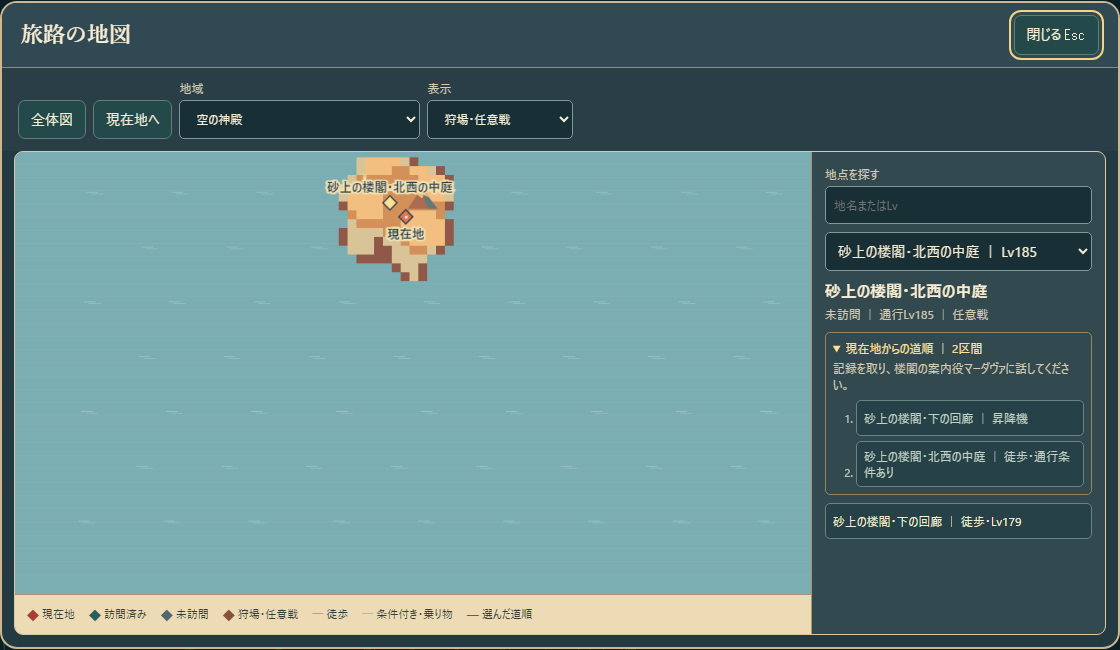 旅路の地図
閉じる Esc
地域
表示
全体図
現在地へ
空の神殿
狩場・任意戦
砂上の楼閣・北西の中庭
現在地
地点を探す
地名またはLv
砂上の楼閣・北西の中庭 ｜ Lv185
砂上の楼閣・北西の中庭
未訪問 ｜ 通行Lv185 ｜ 任意戦
▼ 現在地からの道順 ｜ 2区間
記録を取り、楼閣の案内役マーダヴァに話してくださ
い。
1. 砂上の楼閣・下の回廊 ｜ 昇降機
2. 砂上の楼閣・北西の中庭 ｜ 徒歩・通行条
件あり
砂上の楼閣・下の回廊 ｜ 徒歩・Lv179
現在地 訪問済み 未訪問 狩場・任意戦 徒歩 条件付き・乗り物 選んだ道順